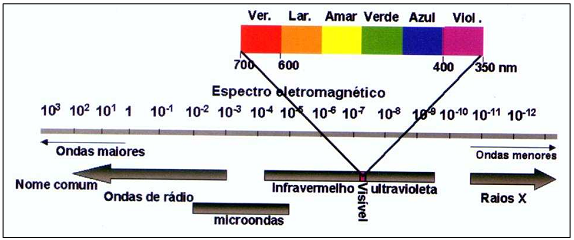 Ver. Lar. Amar Verde Azul Viol .
700 600 400 350 nm
Espectro eletromagnético
10³ 10² 10¹ 1 10⁻¹ 10⁻² 10⁻³ 10⁻⁴ 10⁻⁵ 10⁻⁶ 10⁻⁷ 10⁻⁸ 10⁻⁹ 10⁻¹⁰ 10⁻¹¹ 10⁻¹²
Ondas maiores Ondas menores
Nome comum Ondas de rádio Infravermelho ultravioleta Raios X
microondas
Visível